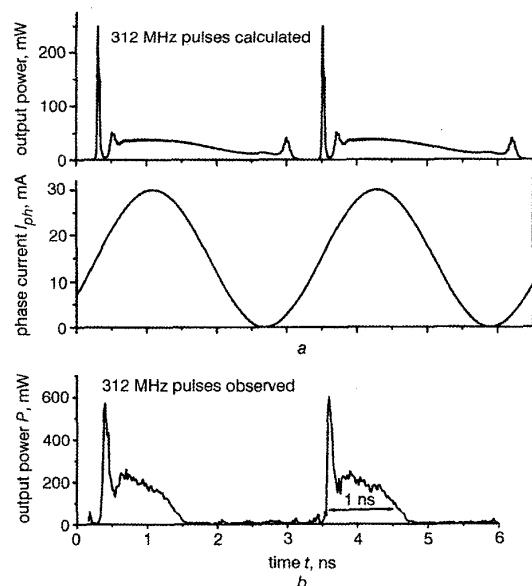 312 MHz pulses calculated
output power, mW
200
100
0
phase current Iph, mA
30
20
10
0
a
312 MHz pulses observed
output power P, mW
600
400
200
0
1 ns
0 1 2 3 4 5 6
time t, ns
b